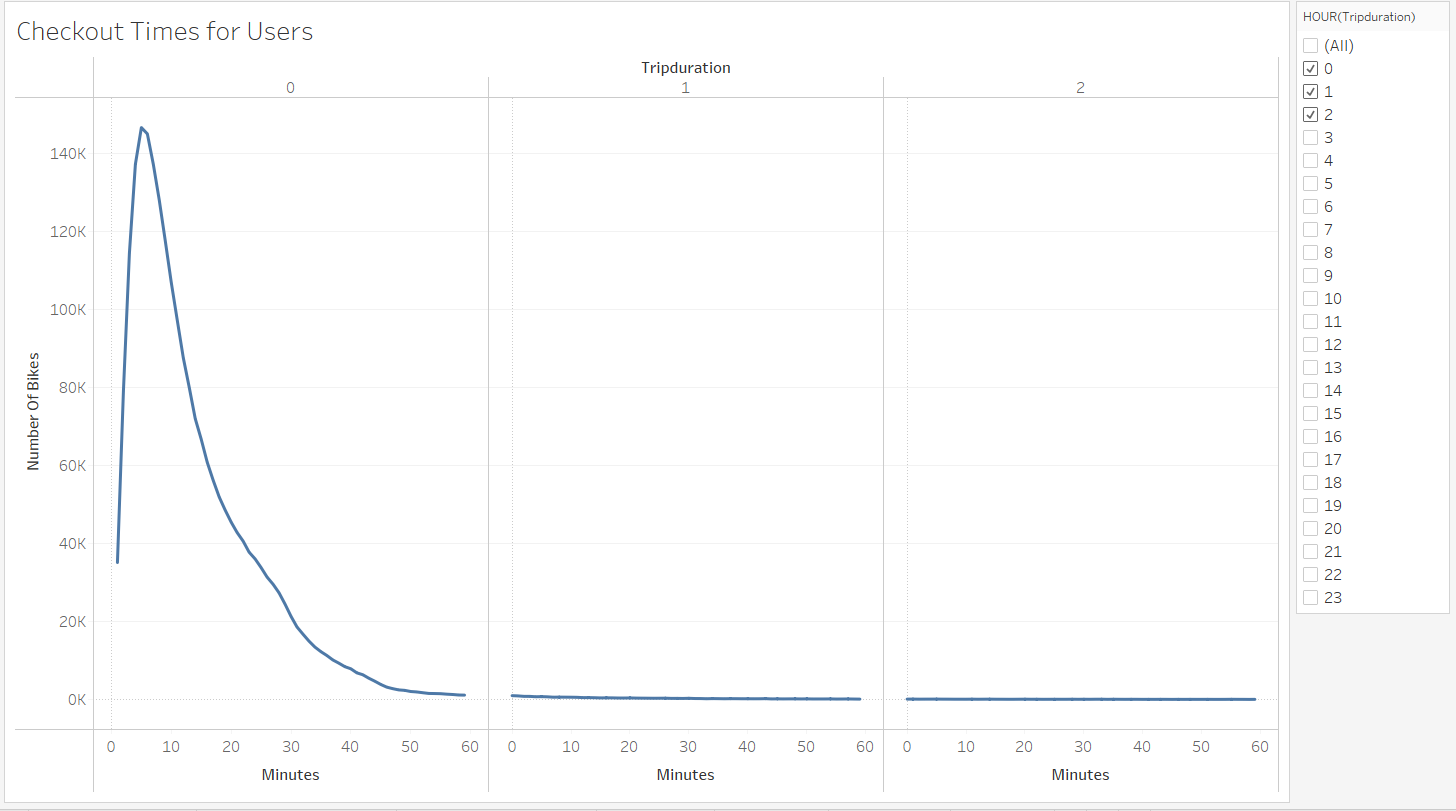 Checkout Times for Users
Tripduration
0 1 2
140K
120K
100K
80K
60K
40K
20K
0K
Number Of Bikes
0 10 20 30 40 50 60 0 10 20 30 40 50 60 0 10 20 30 40 50 60
Minutes Minutes Minutes
HOUR(Tripduration)
(All)
0
1
2
3
4
5
6
7
8
9
10
11
12
13
14
15
16
17
18
19
20
21
22
23